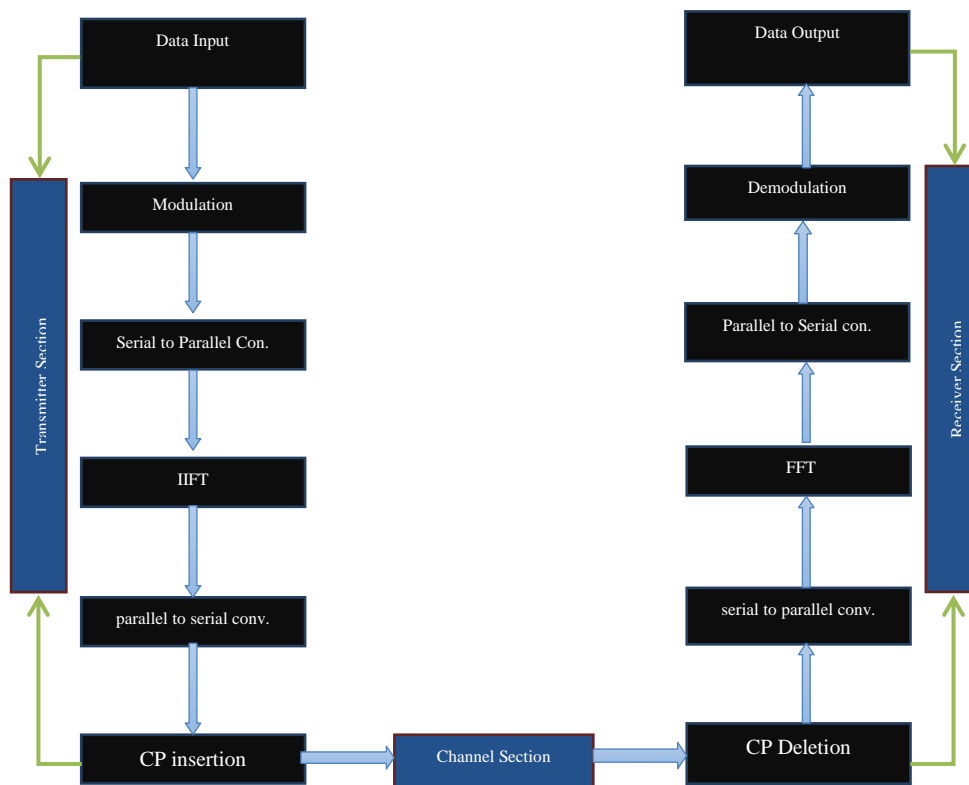 Data Input
Modulation
Serial to Parallel Con.
IIFT
parallel to serial conv.
CP insertion
Transmitter Section
Channel Section
Data Output
Demodulation
Parallel to Serial con.
FFT
serial to parallel conv.
CP Deletion
Receiver Section